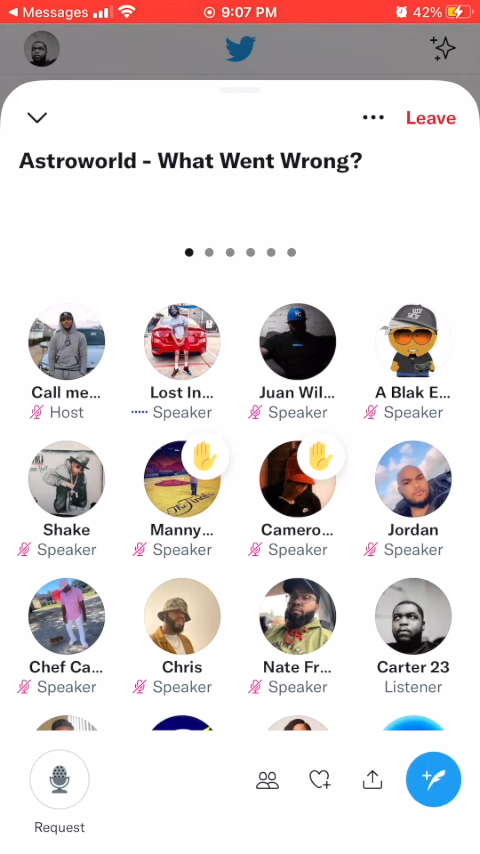 Messages 9:07 PM 42%
Leave
Astroworld - What Went Wrong?
Call me... Lost In... Juan Wil... A Blak E...
Host Speaker Speaker Speaker
Shake Manny... Camero... Jordan
Speaker Speaker Speaker Speaker
Chef Ca... Chris Nate Fr... Carter 23
Speaker Speaker Speaker Listener
Request